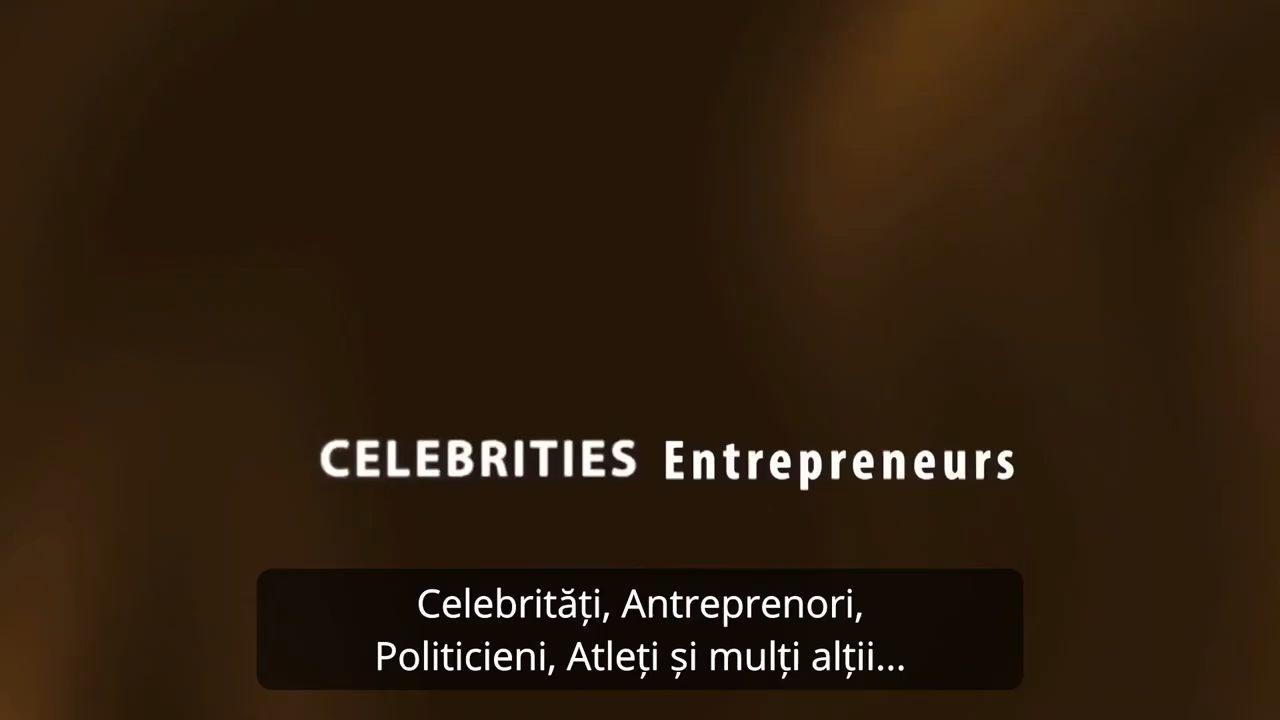 CELEBRITIES Entrepreneurs
Celebrități, Antreprenori,
Politicieni, Atleți și mulți alții...